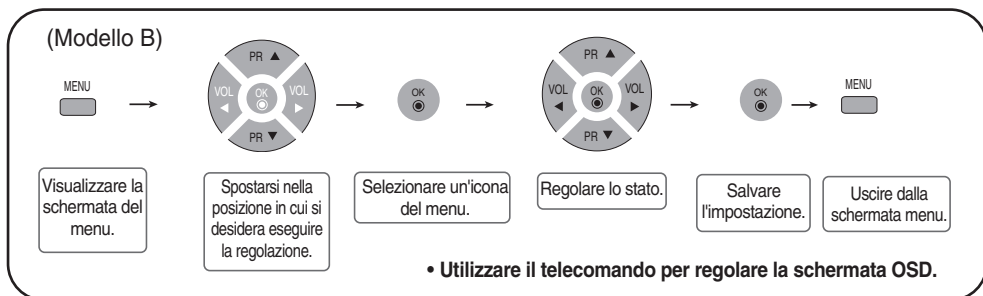 (Modello B)
MENU
PR ▲
VOL ◀
OK
VOL ▶
PR ▼
OK
PR ▲
VOL ◀
OK
VOL ▶
PR ▼
OK
MENU
Visualizzare la
schermata del
menu.
Spostarsi nella
posizione in cui si
desidera eseguire
la regolazione.
Selezionare un'icona
del menu.
Regolare lo stato.
Salvare
l'impostazione.
Uscire dalla
schermata menu.
• Utilizzare il telecomando per regolare la schermata OSD.